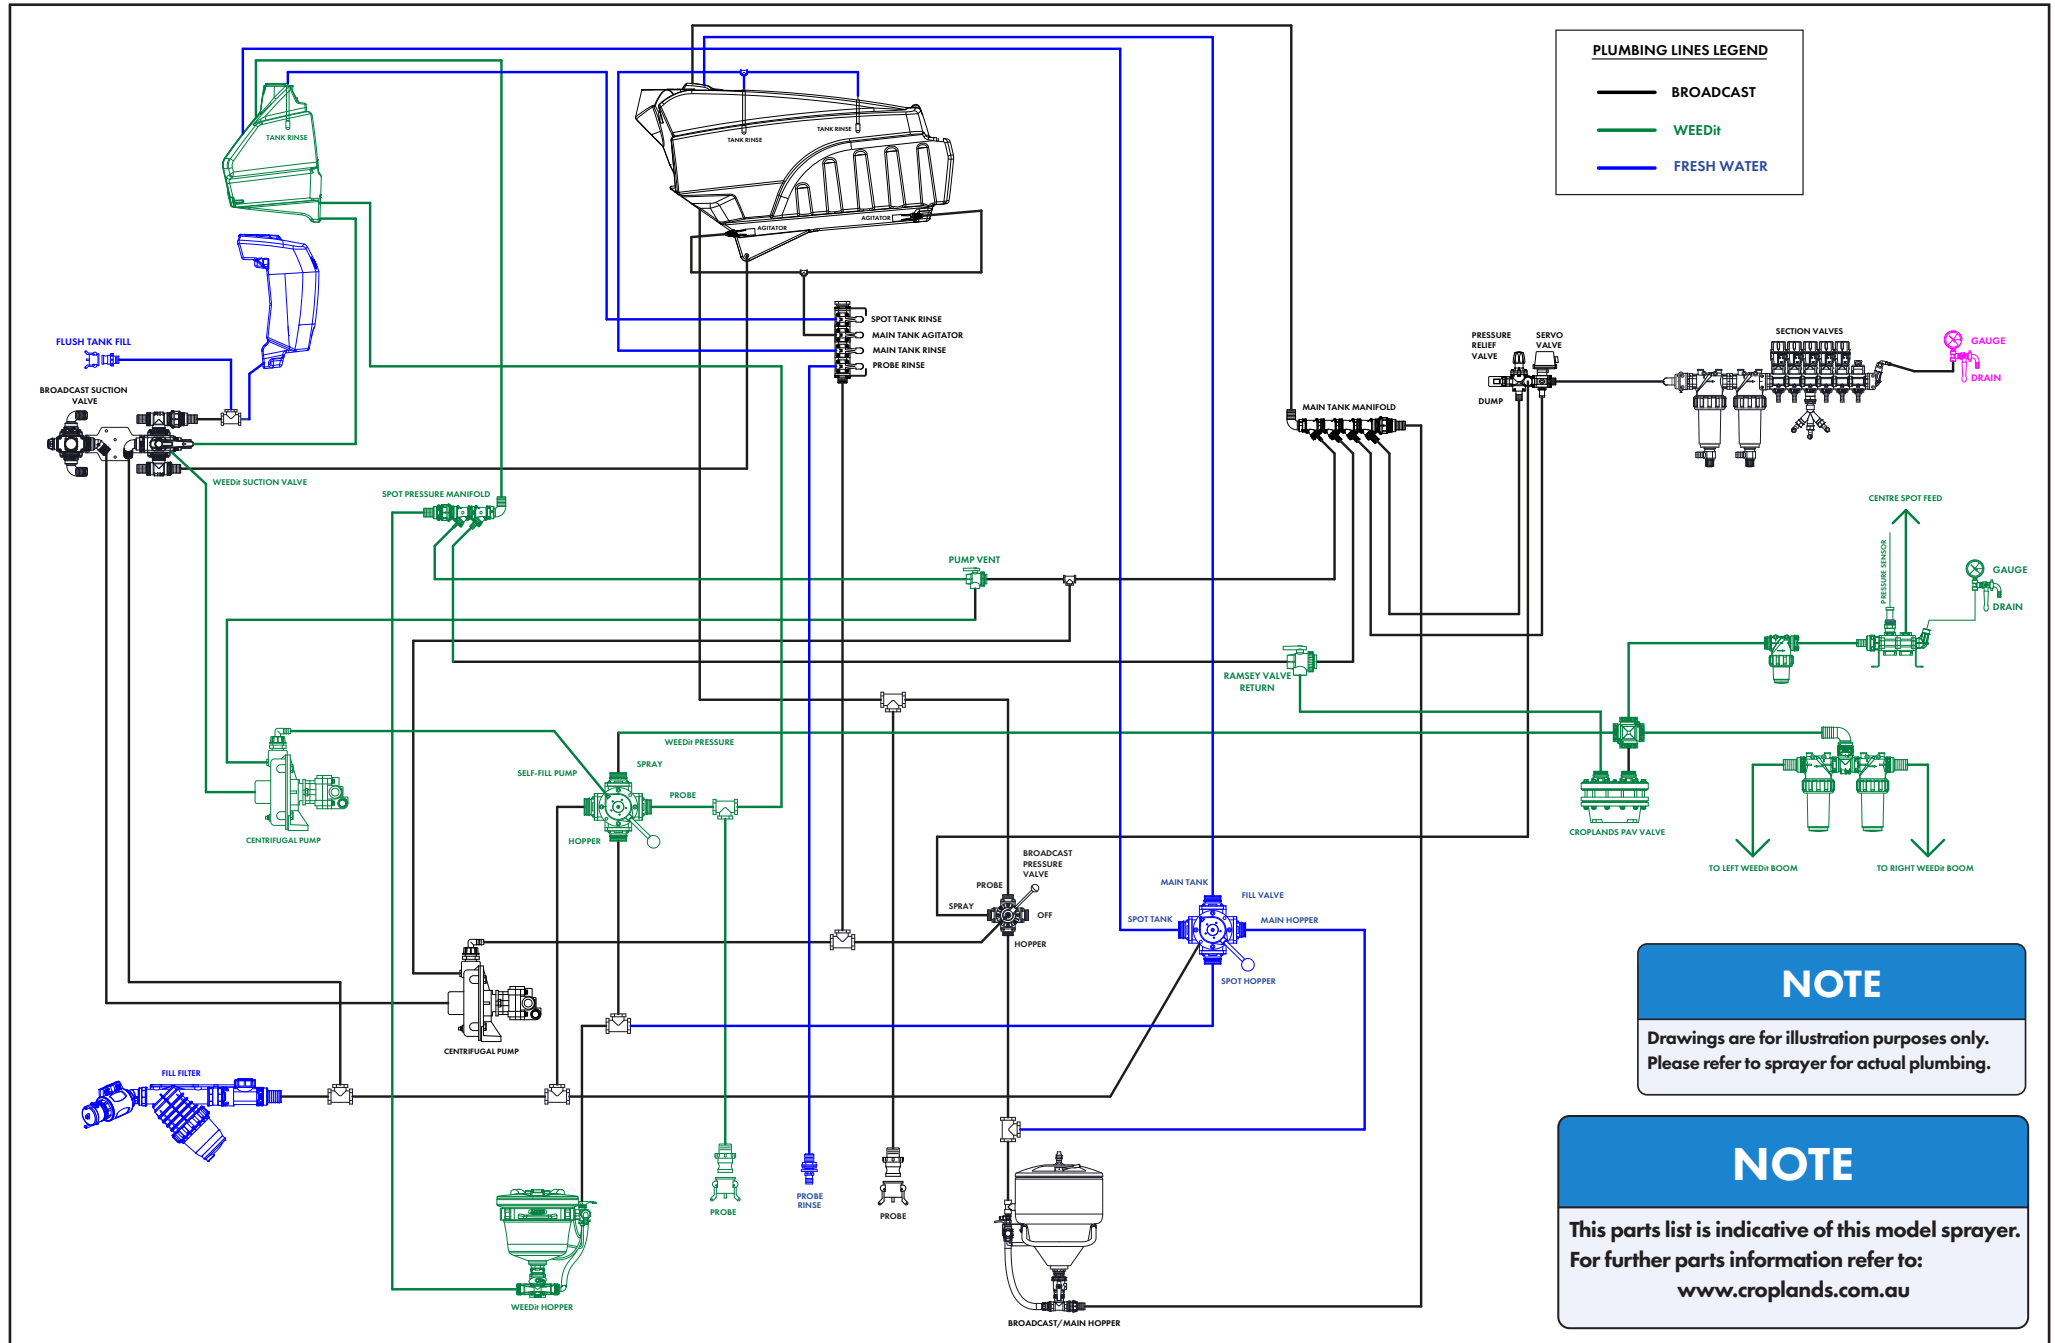 PLUMBING LINES LEGEND
BROADCAST
WEEDit
FRESH WATER
TANK RINSE
TANK RINSE
TANK RINSE
AGITATOR
AGITATOR
SPOT TANK RINSE
MAIN TANK AGITATOR
MAIN TANK RINSE
PROBE RINSE
FLUSH TANK FILL
BROADCAST SUCTION
VALVE
WEEDit SUCTION VALVE
SPOT PRESSURE MANIFOLD
MAIN TANK MANIFOLD
PRESSURE
RELIEF
VALVE
SERVO
VALVE
DUMP
SECTION VALVES
GAUGE
DRAIN
CENTRE SPOT FEED
PRESSURE SENSOR
GAUGE
DRAIN
PUMP VENT
RAMSEY VALVE
RETURN
WEEDit PRESSURE
SELF-FILL PUMP
SPRAY
PROBE
HOPPER
CENTRIFUGAL PUMP
CROPLANDS PAV VALVE
TO LEFT WEEDit BOOM
TO RIGHT WEEDit BOOM
BROADCAST
PRESSURE
VALVE
PROBE
SPRAY
OFF
HOPPER
MAIN TANK
FILL VALVE
SPOT TANK
MAIN HOPPER
SPOT HOPPER
CENTRIFUGAL PUMP
FILL FILTER
PROBE
PROBE
RINSE
PROBE
WEEDit HOPPER
BROADCAST/MAIN HOPPER
NOTE
Drawings are for illustration purposes only.
Please refer to sprayer for actual plumbing.
NOTE
This parts list is indicative of this model sprayer.
For further parts information refer to:
www.croplands.com.au